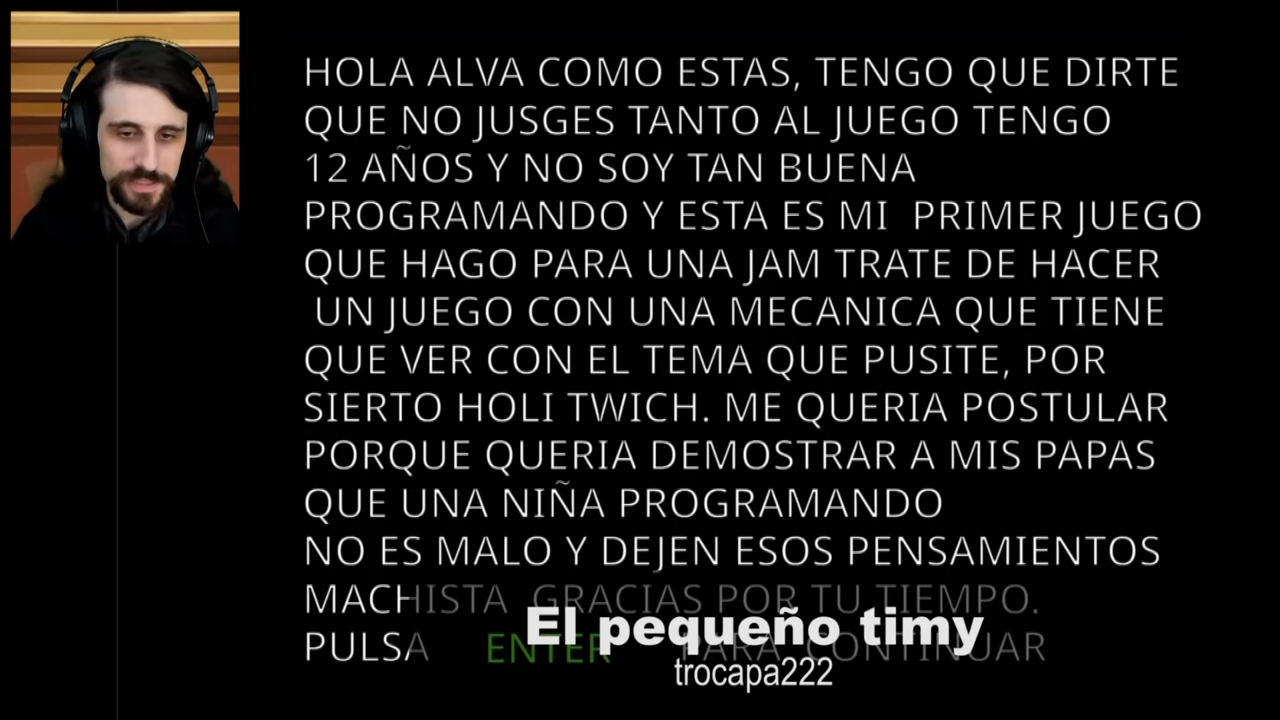 HOLA ALVA COMO ESTAS, TENGO QUE DIRTE
QUE NO JUSGES TANTO AL JUEGO TENGO
12 AÑOS Y NO SOY TAN BUENA
PROGRAMANDO Y ESTA ES MI PRIMER JUEGO
QUE HAGO PARA UNA JAM TRATE DE HACER
UN JUEGO CON UNA MECANICA QUE TIENE
QUE VER CON EL TEMA QUE PUSITE, POR
SIERTO HOLI TWICH. ME QUERIA POSTULAR
PORQUE QUERIA DEMOSTRAR A MIS PAPAS
QUE UNA NIÑA PROGRAMANDO
NO ES MALO Y DEJEN ESOS PENSAMIENTOS
MACHISTA GRACIAS POR TU TIEMPO.
El pequeño timy
PULSA ENTER PARA CONTINUAR
trocapa222